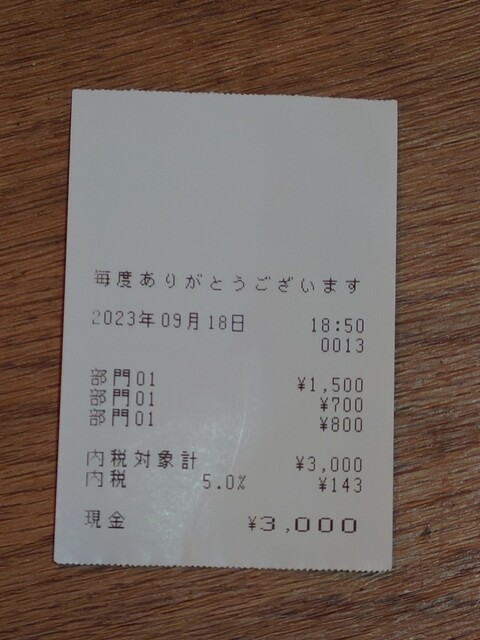 毎度ありがとうございます
2023年09月18日 18:50
0013
部門01 ¥1,500
部門01 ¥700
部門01 ¥800
内税対象計 ¥3,000
内税 5.0% ¥143
現金 ¥3,000